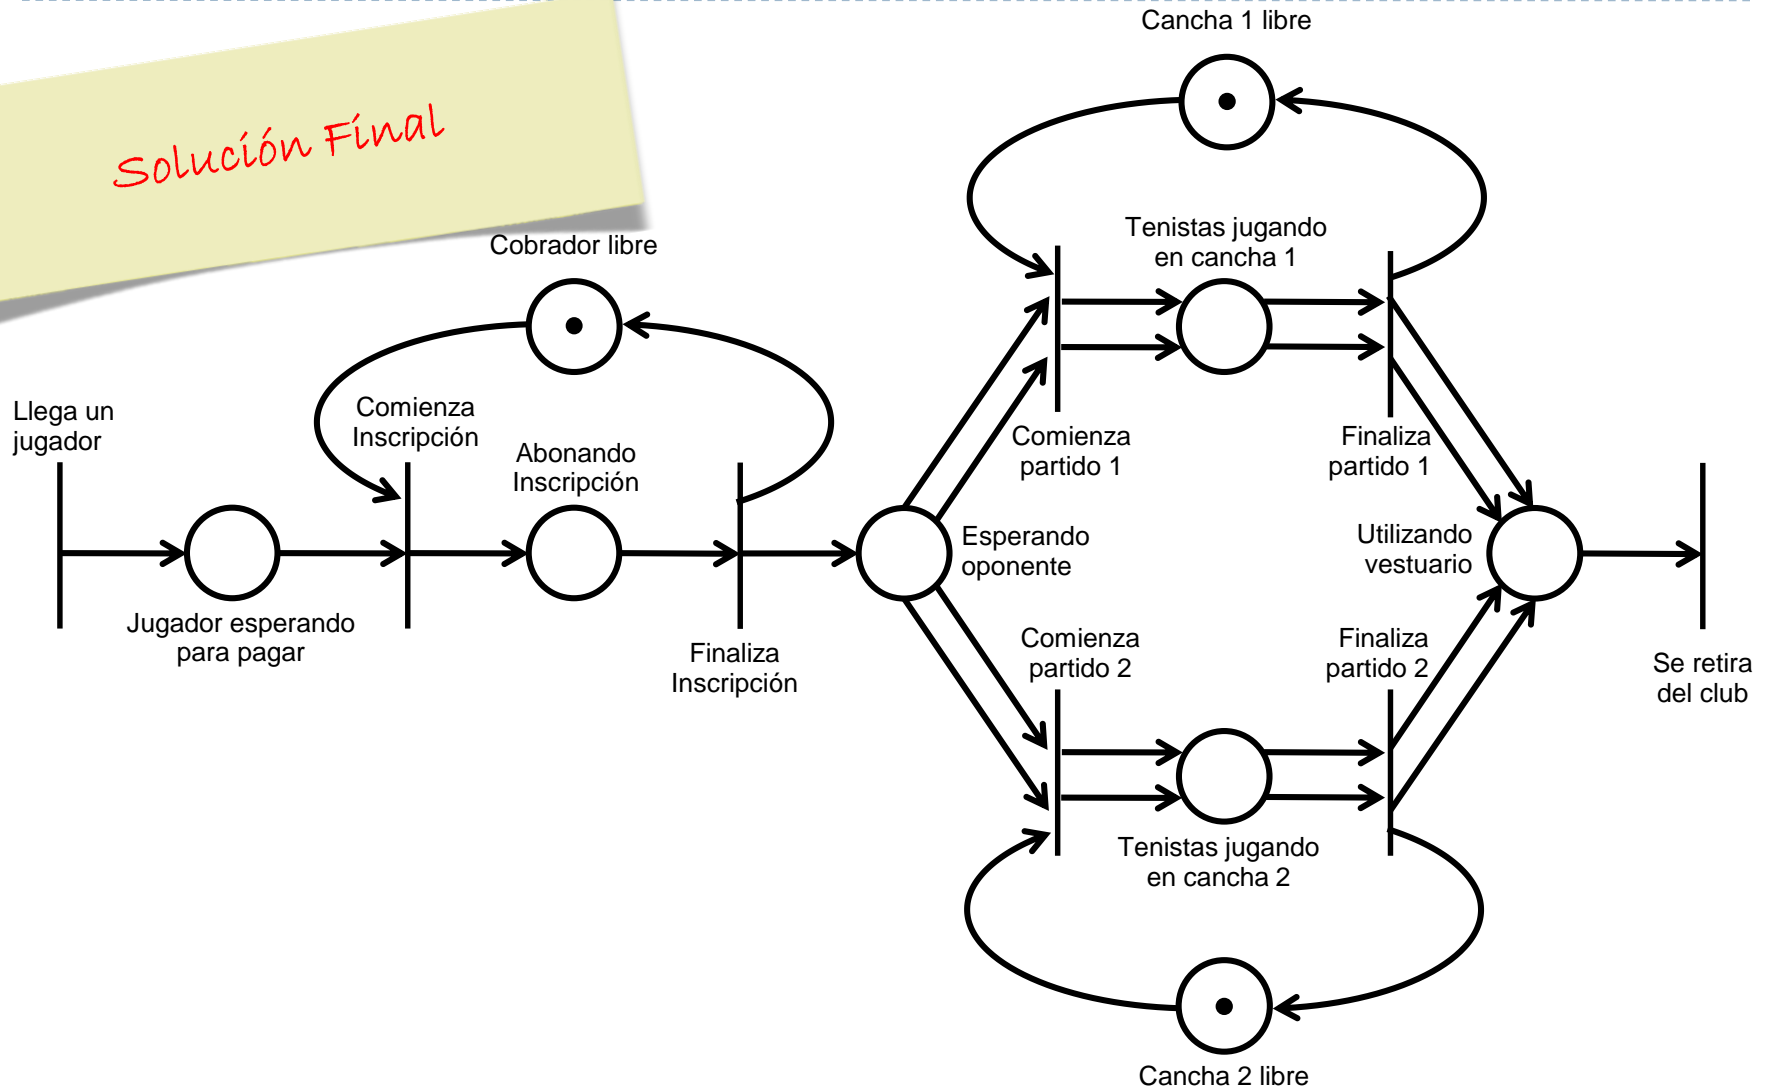 Cancha 1 libre
Solución Final
Tenistas jugando
en cancha 1
Cobrador libre
Llega un
jugador
Comienza
Inscripción
Abonando
Inscripción
Comienza
partido 1
Finaliza
partido 1
Esperando
oponente
Utilizando
vestuario
Jugador esperando
para pagar
Finaliza
Inscripción
Comienza
partido 2
Finaliza
partido 2
Se retira
del club
Tenistas jugando
en cancha 2
Cancha 2 libre